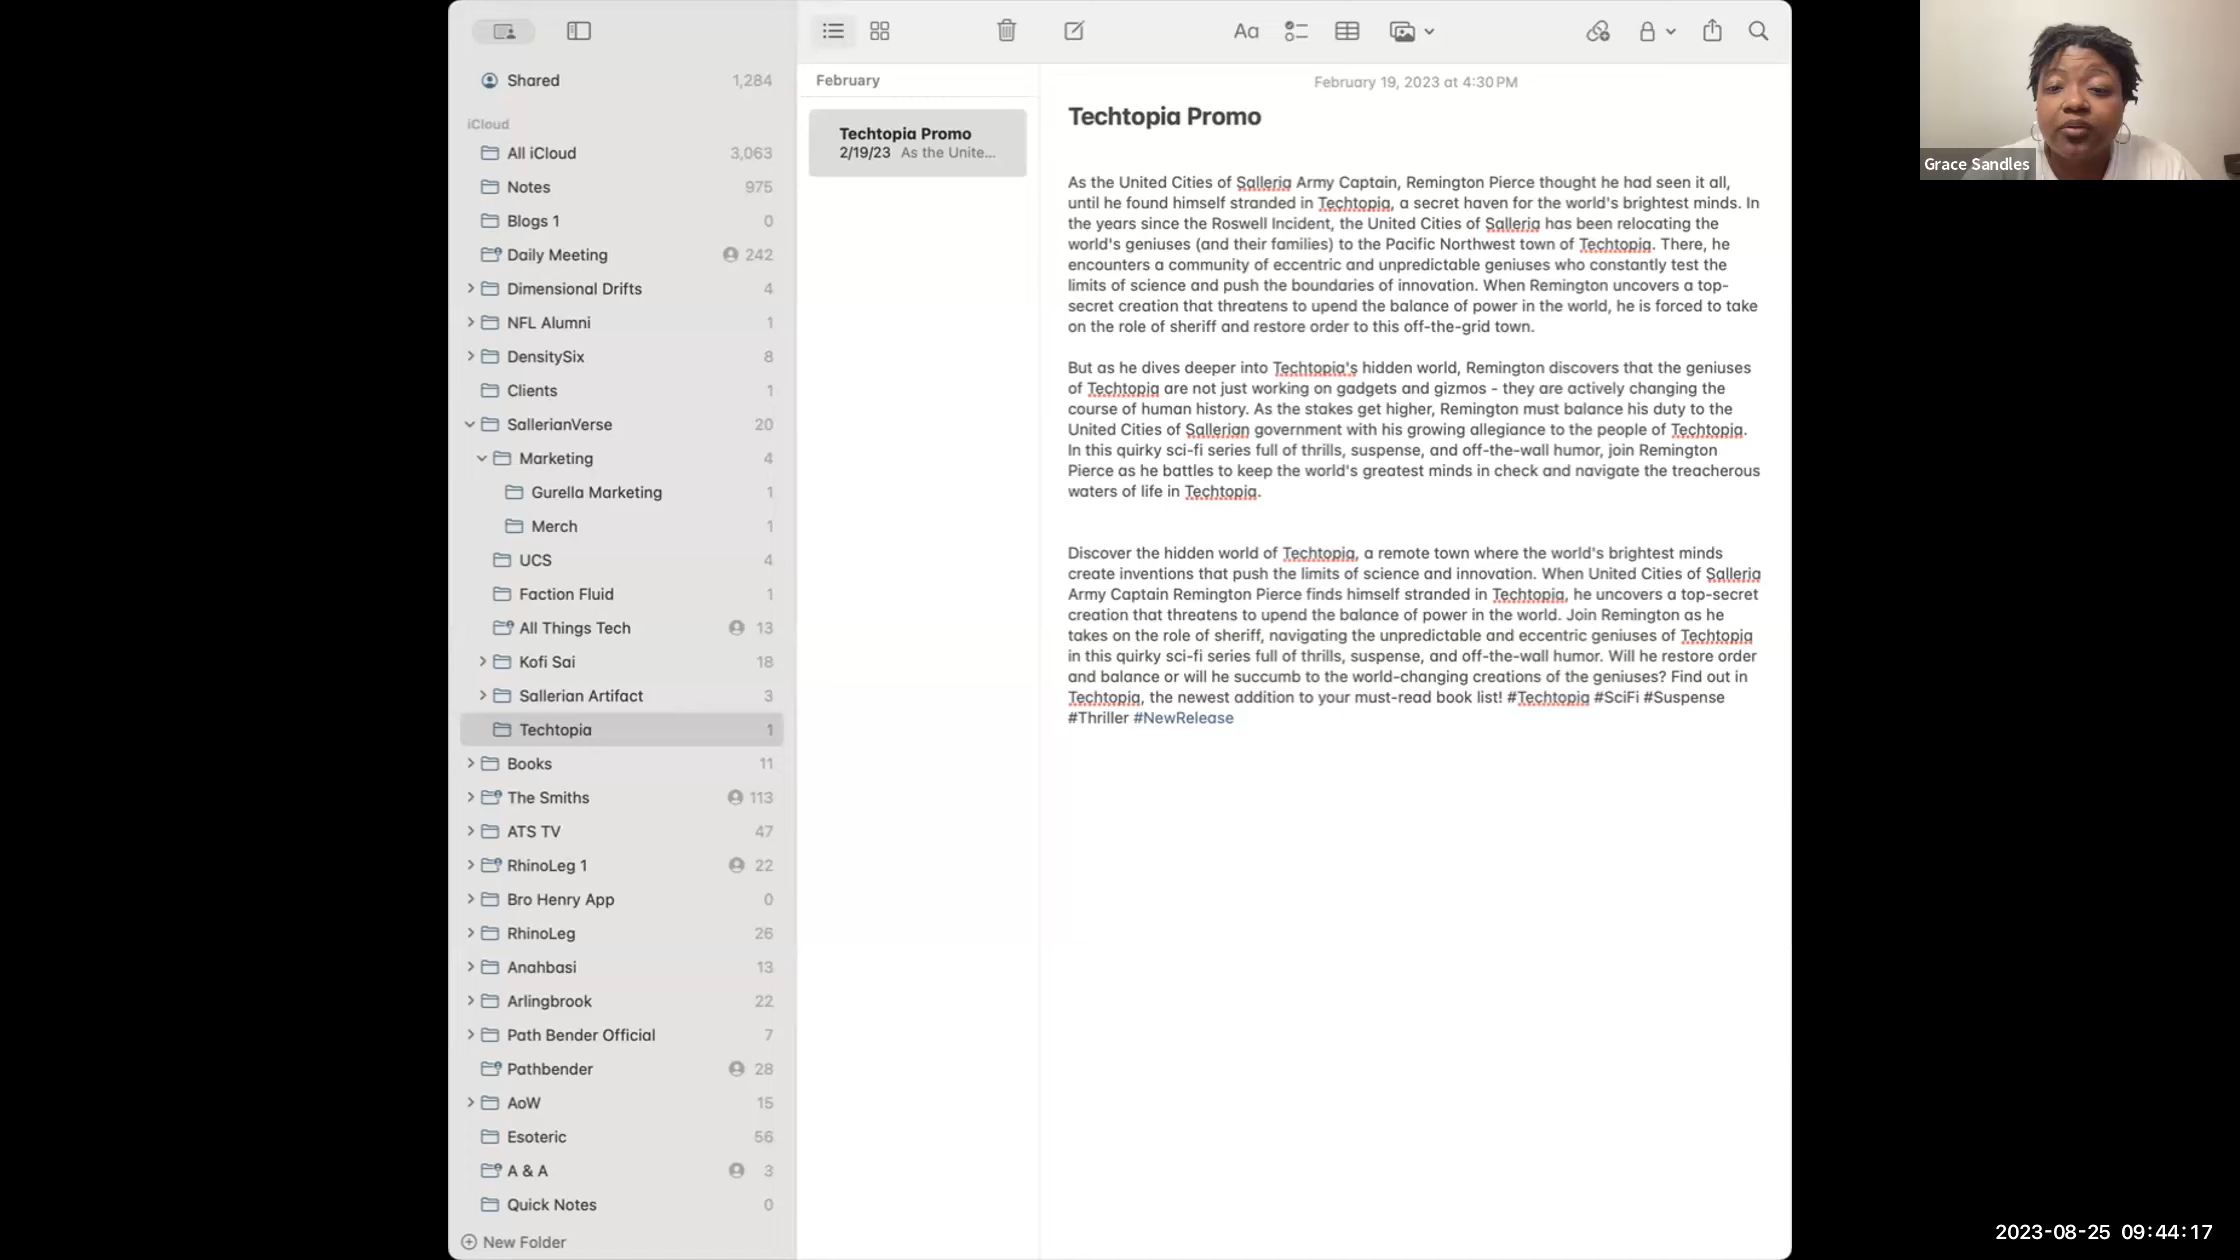 Shared 1,284
iCloud
All iCloud 3,063
Notes 975
Blogs 1 0
Daily Meeting 242
Dimensional Drifts 4
NFL Alumni 1
DensitySix 8
Clients 1
SallerianVerse 20
Marketing 4
Gurella Marketing 1
Merch 1
UCS 4
Faction Fluid 1
All Things Tech 13
Kofi Sai 18
Sallerian Artifact 3
Techtopia 1
Books 11
The Smiths 113
ATS TV 47
RhinoLeg 1 22
Bro Henry App 0
RhinoLeg 26
Anahbasi 13
Arlingbrook 22
Path Bender Official 7
Pathbender 28
AoW 15
Esoteric 56
A & A 3
Quick Notes 0
New Folder
February
Techtopia Promo
2/19/23 As the Unite...
Aa
February 19, 2023 at 4:30 PM
Techtopia Promo
As the United Cities of Salleria Army Captain, Remington Pierce thought he had seen it all,
until he found himself stranded in Techtopia, a secret haven for the world's brightest minds. In
the years since the Roswell Incident, the United Cities of Salleria has been relocating the
world's geniuses (and their families) to the Pacific Northwest town of Techtopia. There, he
encounters a community of eccentric and unpredictable geniuses who constantly test the
limits of science and push the boundaries of innovation. When Remington uncovers a top-
secret creation that threatens to upend the balance of power in the world, he is forced to take
on the role of sheriff and restore order to this off-the-grid town.
But as he dives deeper into Techtopia's hidden world, Remington discovers that the geniuses
of Techtopia are not just working on gadgets and gizmos - they are actively changing the
course of human history. As the stakes get higher, Remington must balance his duty to the
United Cities of Sallerian government with his growing allegiance to the people of Techtopia.
In this quirky sci-fi series full of thrills, suspense, and off-the-wall humor, join Remington
Pierce as he battles to keep the world's greatest minds in check and navigate the treacherous
waters of life in Techtopia.
Discover the hidden world of Techtopia, a remote town where the world's brightest minds
create inventions that push the limits of science and innovation. When United Cities of Salleria
Army Captain Remington Pierce finds himself stranded in Techtopia, he uncovers a top-secret
creation that threatens to upend the balance of power in the world. Join Remington as he
takes on the role of sheriff, navigating the unpredictable and eccentric geniuses of Techtopia
in this quirky sci-fi series full of thrills, suspense, and off-the-wall humor. Will he restore order
and balance or will he succumb to the world-changing creations of the geniuses? Find out in
Techtopia, the newest addition to your must-read book list! #Techtopia #SciFi #Suspense
#Thriller #NewRelease
Grace Sandles
2023-08-25 09:44:17